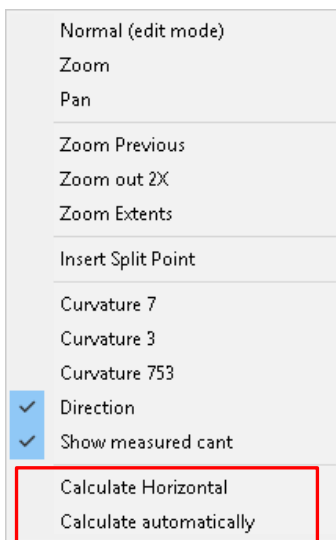 Normal (edit mode)
Zoom
Pan
Zoom Previous
Zoom out 2X
Zoom Extents
Insert Split Point
Curvature 7
Curvature 3
Curvature 753
Direction
Show measured cant
Calculate Horizontal
Calculate automatically